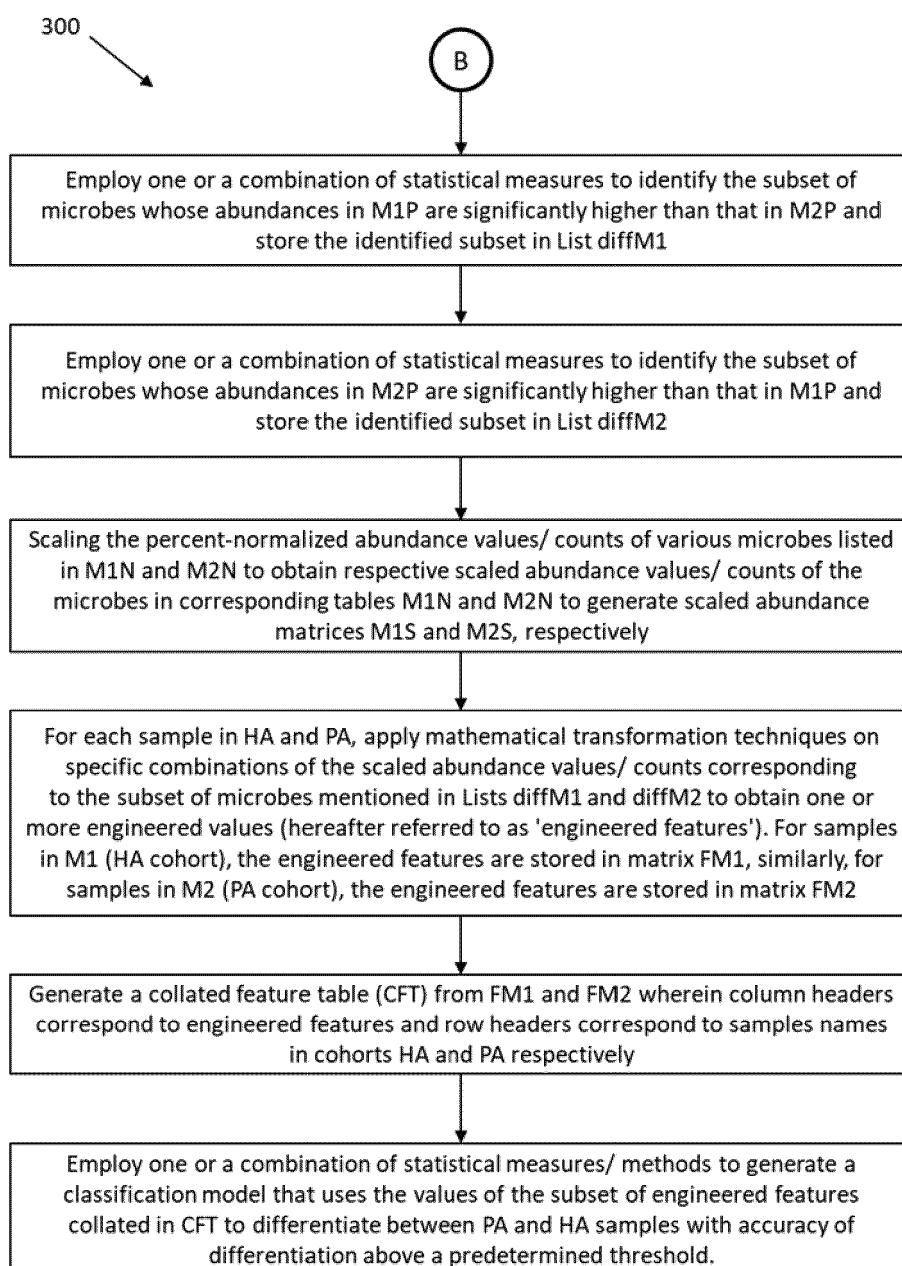 300
B
Employ one or a combination of statistical measures to identify the subset of
microbes whose abundances in M1P are significantly higher than that in M2P and
store the identified subset in List diffM1
Employ one or a combination of statistical measures to identify the subset of
microbes whose abundances in M2P are significantly higher than that in M1P and
store the identified subset in List diffM2
Scaling the percent-normalized abundance values/ counts of various microbes listed
in M1N and M2N to obtain respective scaled abundance values/ counts of the
microbes in corresponding tables M1N and M2N to generate scaled abundance
matrices M1S and M2S, respectively
For each sample in HA and PA, apply mathematical transformation techniques on
specific combinations of the scaled abundance values/ counts corresponding
to the subset of microbes mentioned in Lists diffM1 and diffM2 to obtain one or
more engineered values (hereafter referred to as 'engineered features'). For samples
in M1 (HA cohort), the engineered features are stored in matrix FM1, similarly, for
samples in M2 (PA cohort), the engineered features are stored in matrix FM2
Generate a collated feature table (CFT) from FM1 and FM2 wherein column headers
correspond to engineered features and row headers correspond to samples names
in cohorts HA and PA respectively
Employ one or a combination of statistical measures/ methods to generate a
classification model that uses the values of the subset of engineered features
collated in CFT to differentiate between PA and HA samples with accuracy of
differentiation above a predetermined threshold.